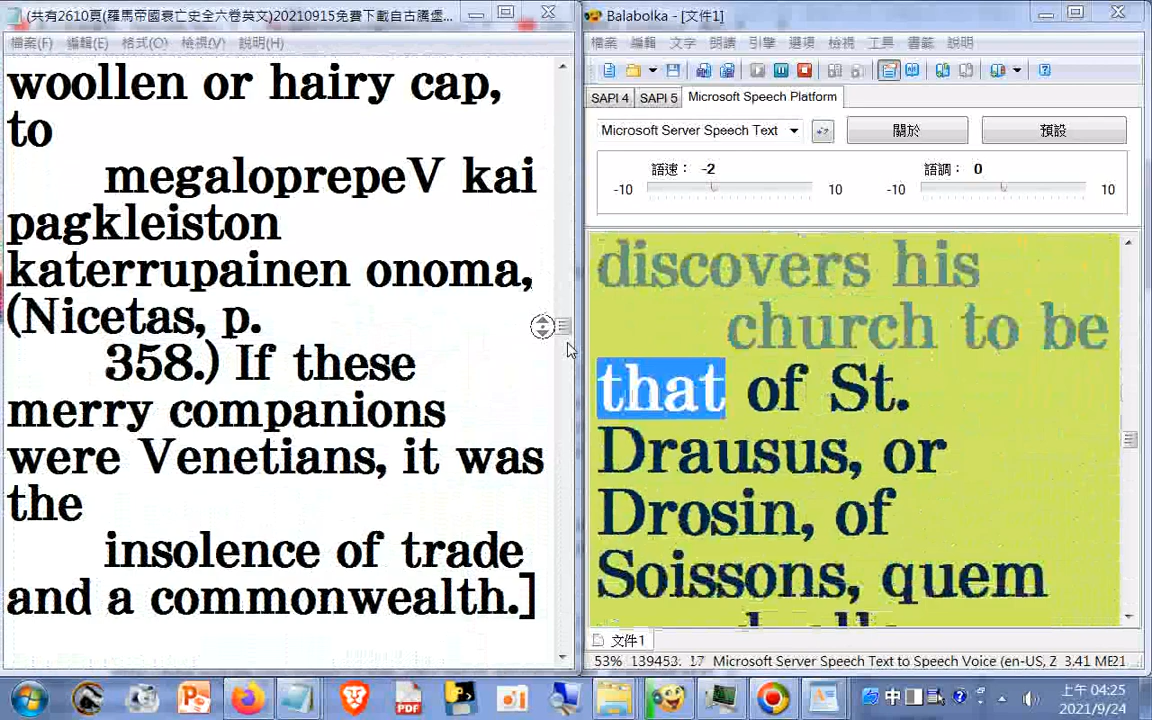 (共有2610頁(羅馬帝國衰亡史全六卷英文)20210915免費下載自古騰堡...
檔案(F) 編輯(E) 格式(O) 檢視(V) 說明(H)
woollen or hairy cap,
to
megaloprepeV kai
pagkleiston
katerrupainen onoma,
(Nicetas, p.
358.) If these
merry companions
were Venetians, it was
the
insolence of trade
and a commonwealth.]
Balabolka - [文件1]
檔案 編輯 文字 朗讀 引擎 選項 檢視 工具 書籤 說明
SAPI 4 SAPI 5 Microsoft Speech Platform
Microsoft Server Speech Text 關於 預設
語速： -2 語調： 0
-10 10 -10 10
discovers his
church to be
that of St.
Drausus, or
Drosin, of
Soissons, quem
文件1
53% 139453: 17 Microsoft Server Speech Text to Speech Voice (en-US, Z 3.41 ME21
中
上午 04:25
2021/9/24